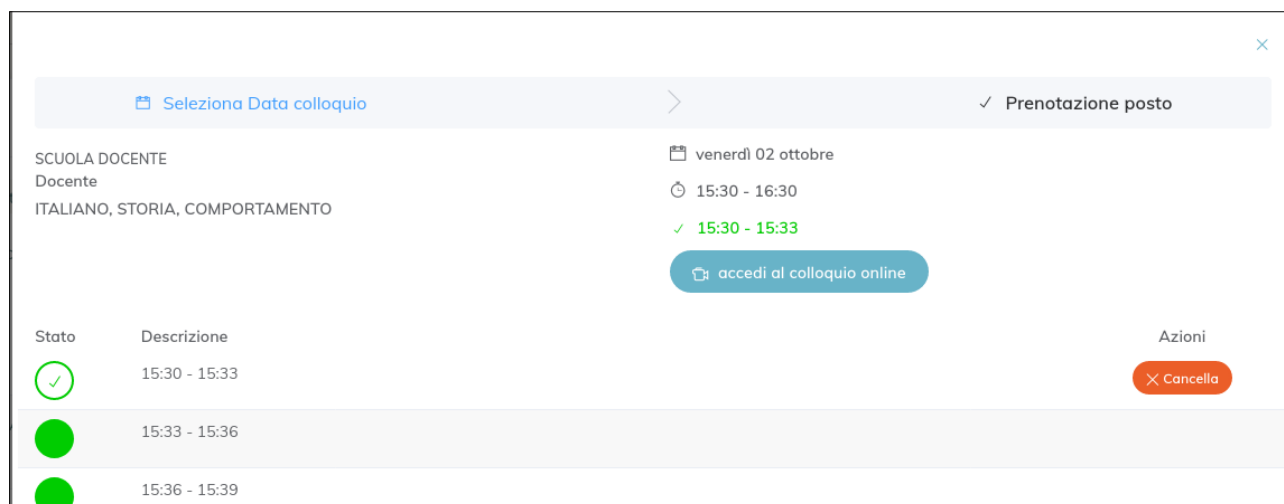 Seleziona Data colloquio
Prenotazione posto
SCUOLA DOCENTE
Docente
ITALIANO, STORIA, COMPORTAMENTO
venerdì 02 ottobre
15:30 - 16:30
15:30 - 15:33
accedi al colloquio online
Stato Descrizione Azioni
15:30 - 15:33 Cancella
15:33 - 15:36
15:36 - 15:39